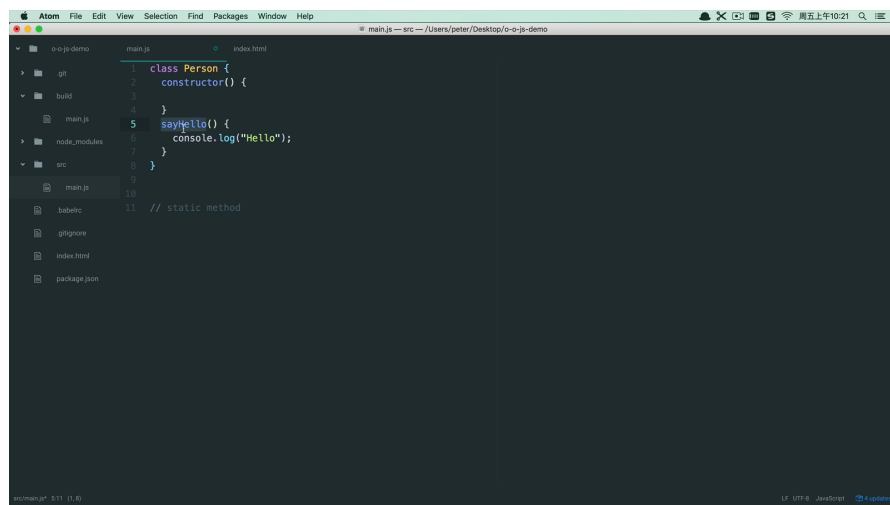 Atom File Edit View Selection Find Packages Window Help 周五上午10:21
main.js — src — /Users/peter/Desktop/o-o-js-demo
o-o-js-demo
.git
build
main.js
node_modules
src
main.js
.babelrc
.gitignore
index.html
package.json
main.js index.html
1 class Person {
2 constructor() {
3
4 }
5 sayHello() {
6 console.log("Hello");
7 }
8 }
9
10
11 // static method
src/main.js* 5:11 (1, 8) LF UTF-8 JavaScript 4 updates